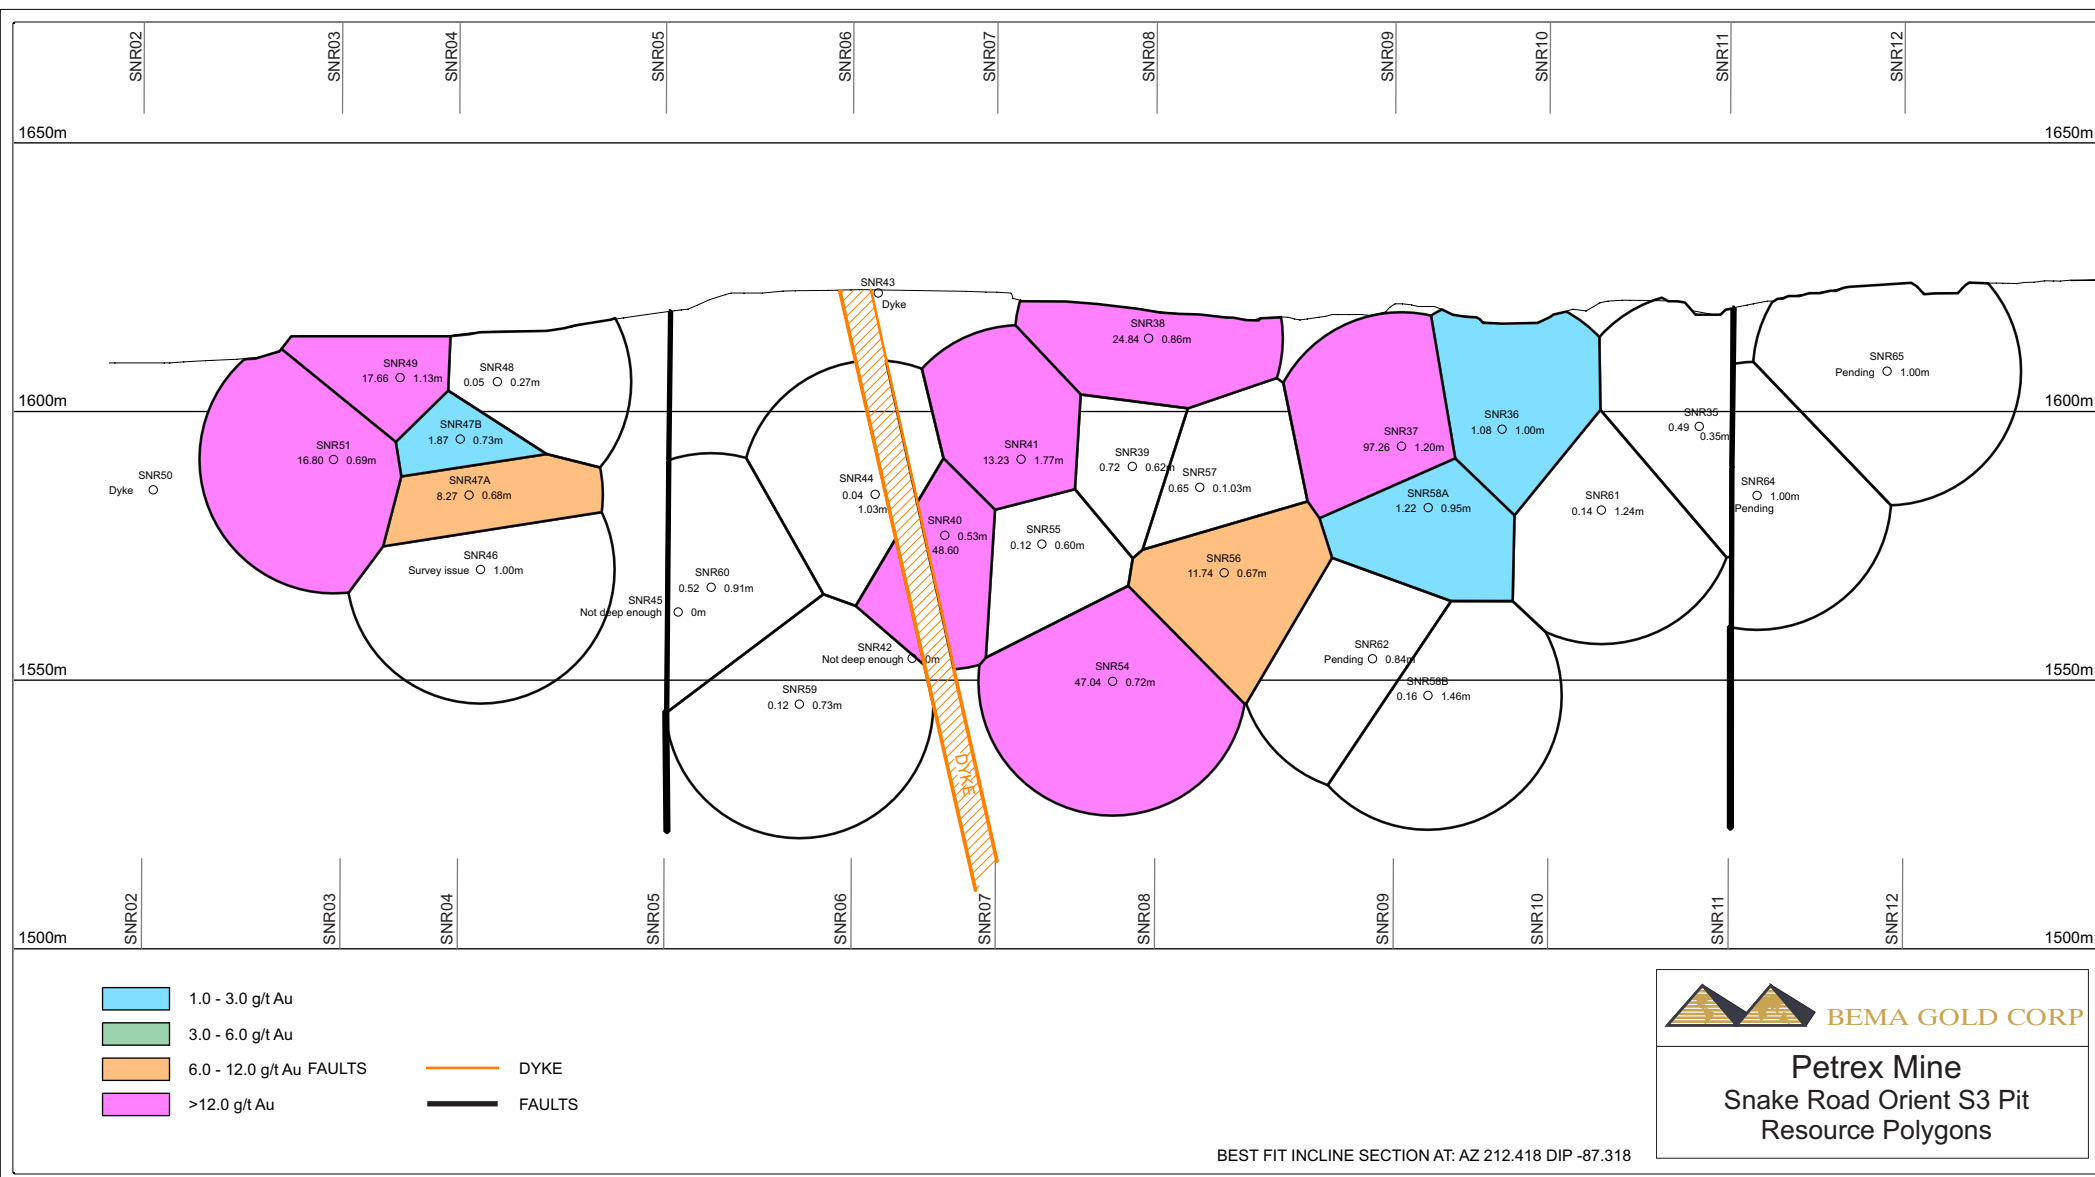 SNR02
SNR03
SNR04
SNR05
SNR06
SNR07
SNR08
SNR09
SNR10
SNR11
SNR12
1650m
1650m
SNR43
Dyke
SNR38
24.84 0.86m
SNR49
17.66 1.13m
SNR48
0.05 0.27m
SNR65
Pending 1.00m
1600m
1600m
SNR47B
1.87 0.73m
SNR36
1.08 1.00m
SNR35
0.49
0.35m
SNR51
16.80 0.69m
SNR41
13.23 1.77m
SNR37
97.26 1.20m
SNR39
0.72 0.62m
SNR57
0.65 0.1.03m
SNR50
Dyke
SNR47A
8.27 0.68m
SNR44
0.04
1.03m
SNR58A
1.22 0.95m
SNR61
0.14 1.24m
SNR64
1.00m
Pending
SNR40
0.53m
48.60
SNR55
0.12 0.60m
SNR46
Survey issue 1.00m
SNR56
11.74 0.67m
SNR60
0.52 0.91m
SNR45
Not deep enough 0m
SNR42
Not deep enough 0m
SNR62
Pending 0.84m
SNR54
47.04 0.72m
SNR58B
0.16 1.46m
1550m
1550m
SNR59
0.12 0.73m
DYKE
SNR02
SNR03
SNR04
SNR05
SNR06
SNR07
SNR08
SNR09
SNR10
SNR11
SNR12
1500m
1500m
1.0 - 3.0 g/t Au
3.0 - 6.0 g/t Au
6.0 - 12.0 g/t Au FAULTS
>12.0 g/t Au
DYKE
FAULTS
BEMA GOLD CORP
Petrex Mine
Snake Road Orient S3 Pit
Resource Polygons
BEST FIT INCLINE SECTION AT: AZ 212.418 DIP -87.318